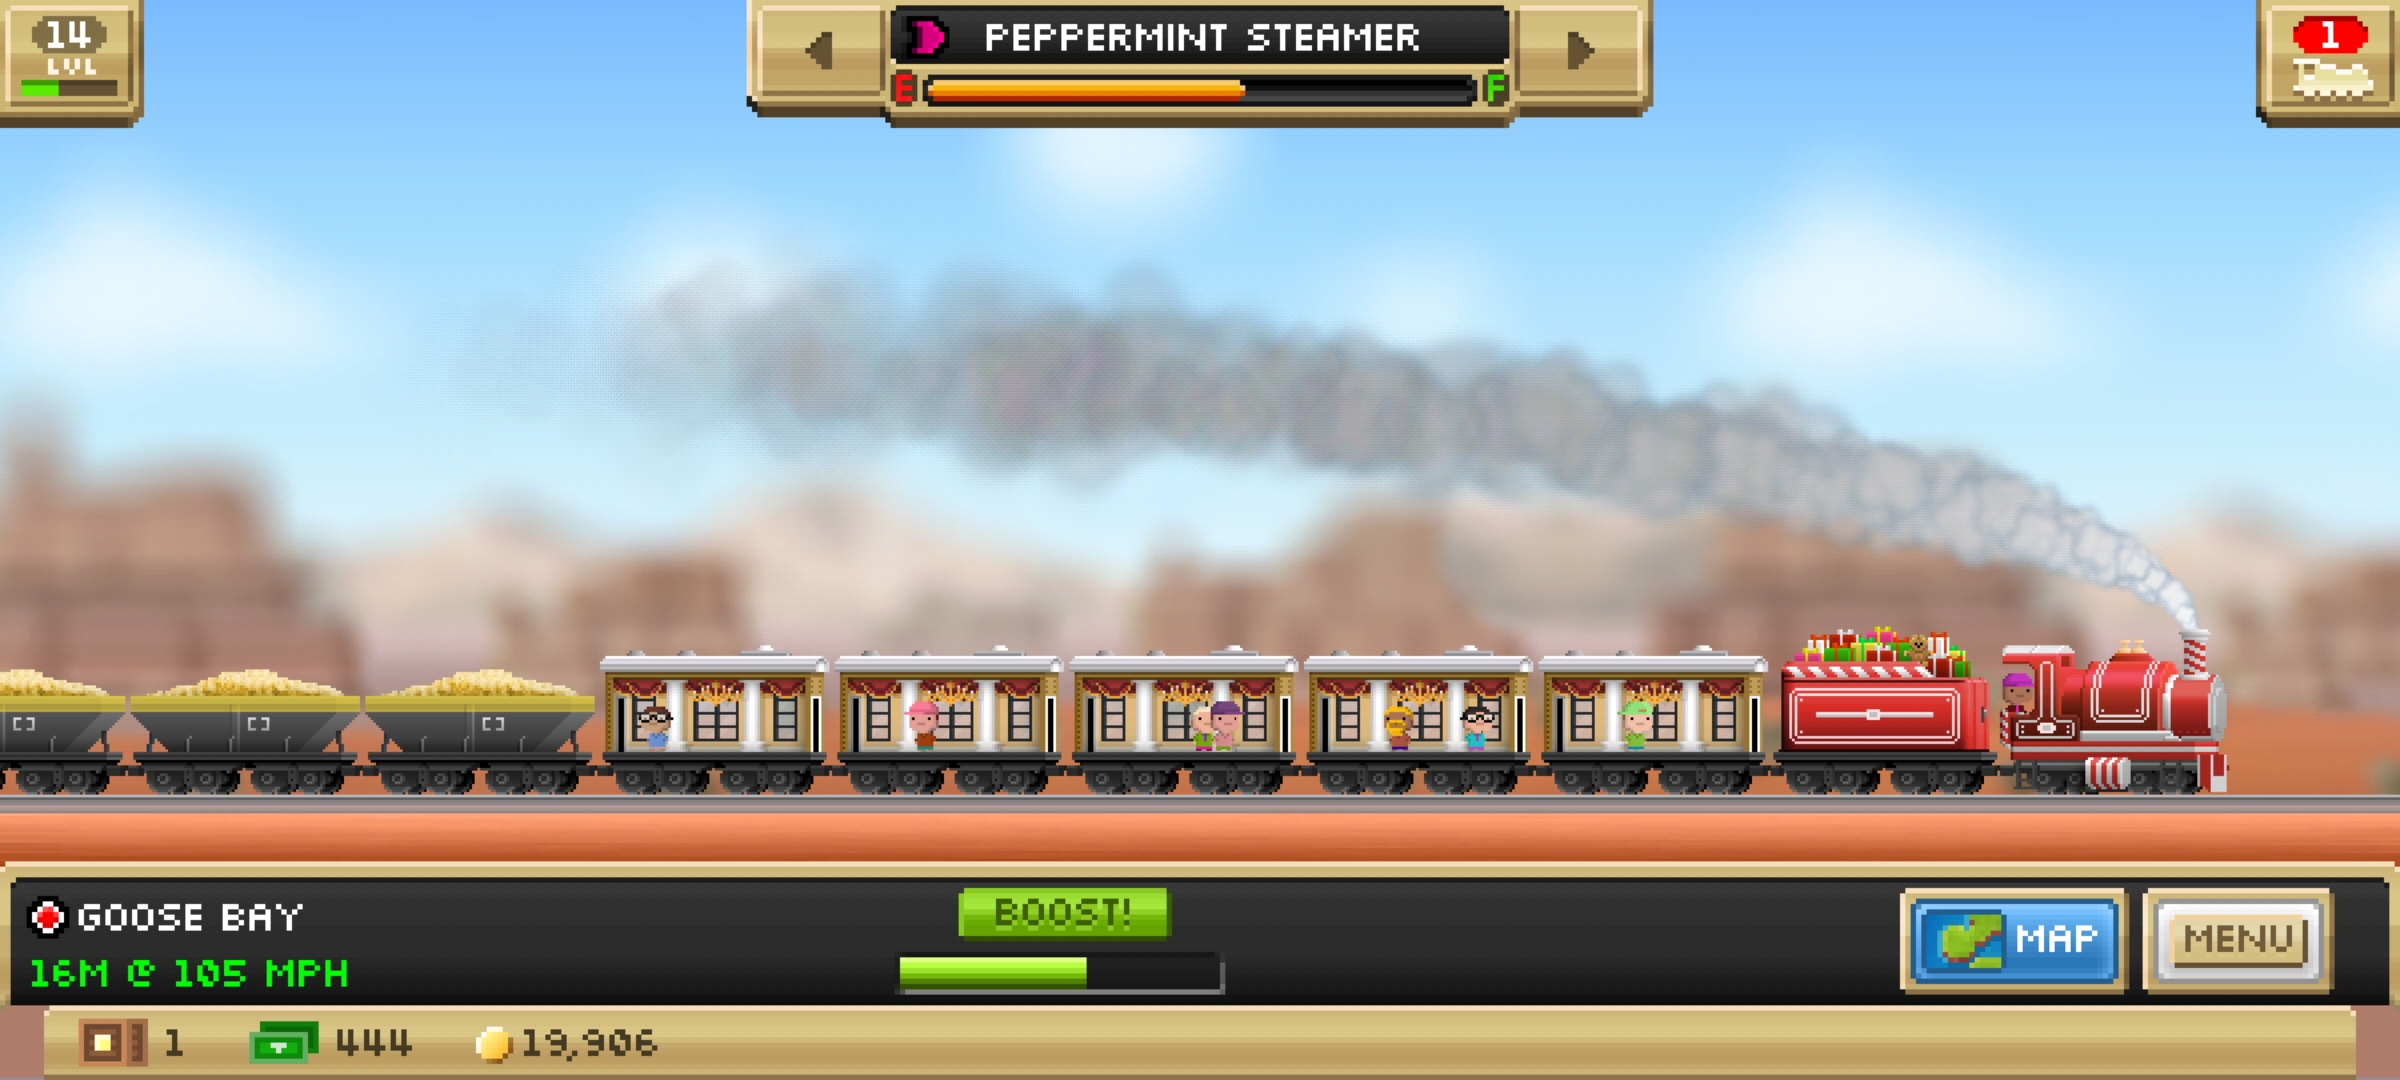 14
LVL
PEPPERMINT STEAMER
E F
1
GOOSE BAY
16M @ 105 MPH
BOOST!
MAP
MENU
1
444
19,906